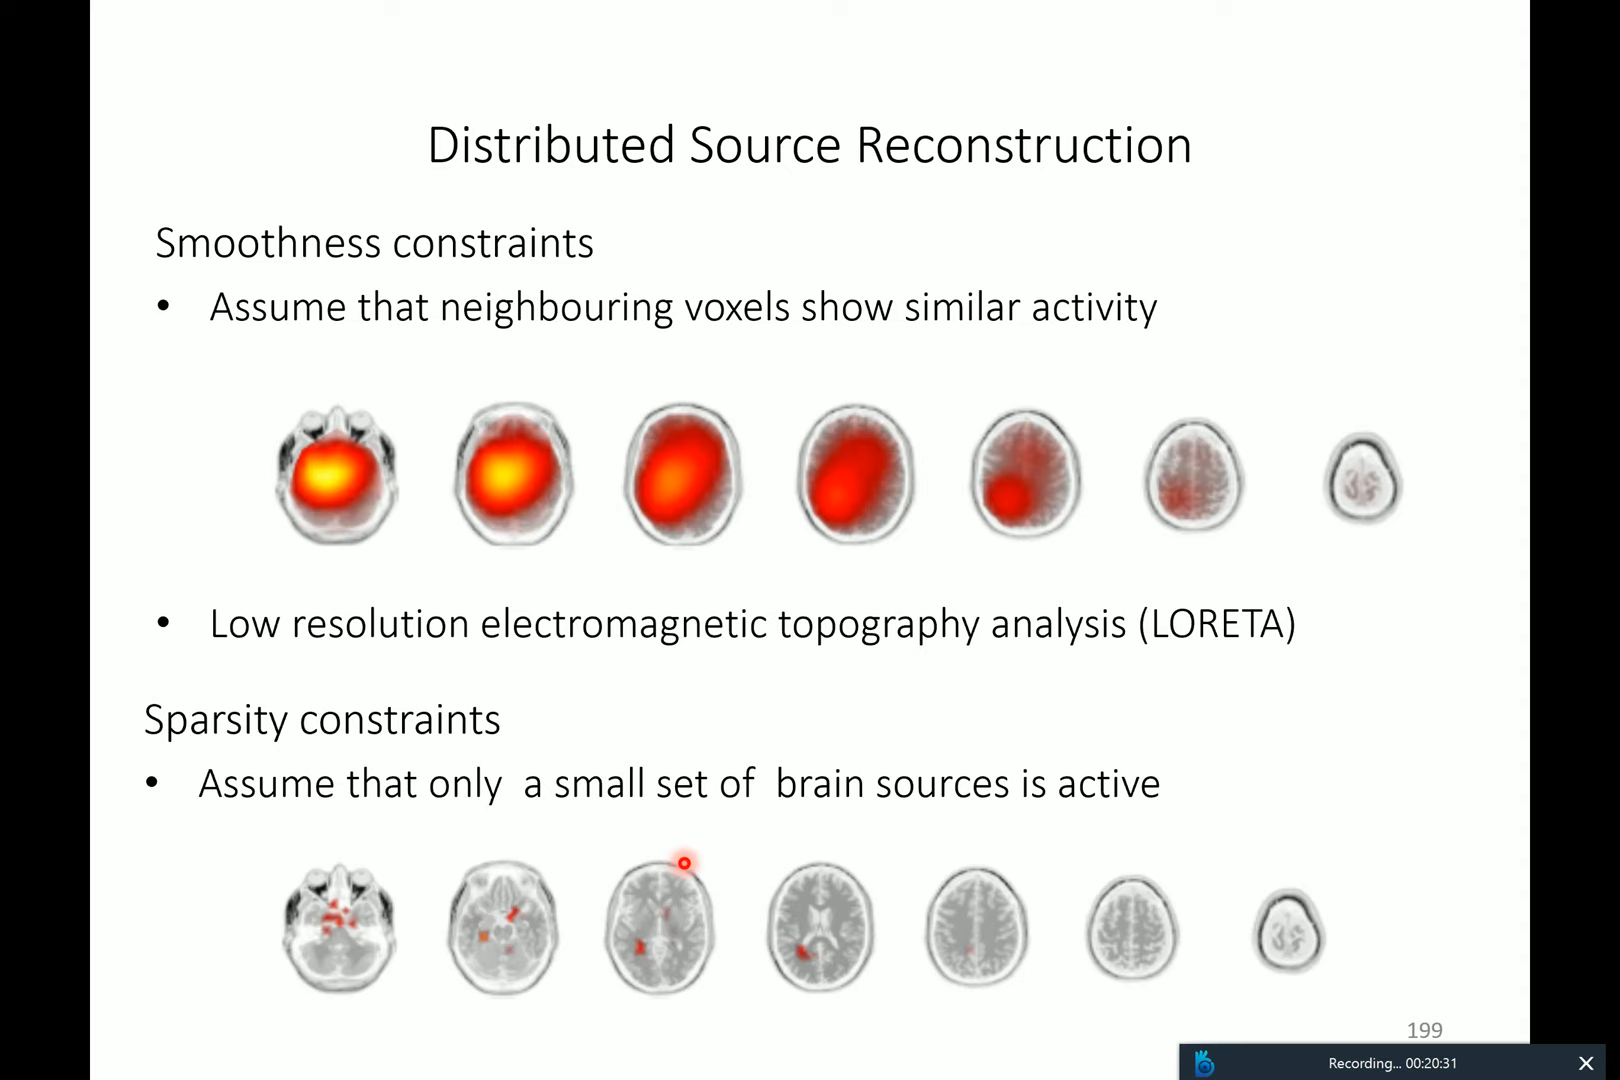 Distributed Source Reconstruction
Smoothness constraints
• Assume that neighbouring voxels show similar activity
• Low resolution electromagnetic topography analysis (LORETA)
Sparsity constraints
• Assume that only  a small set of  brain sources is active
199
Recording... 00:20:31